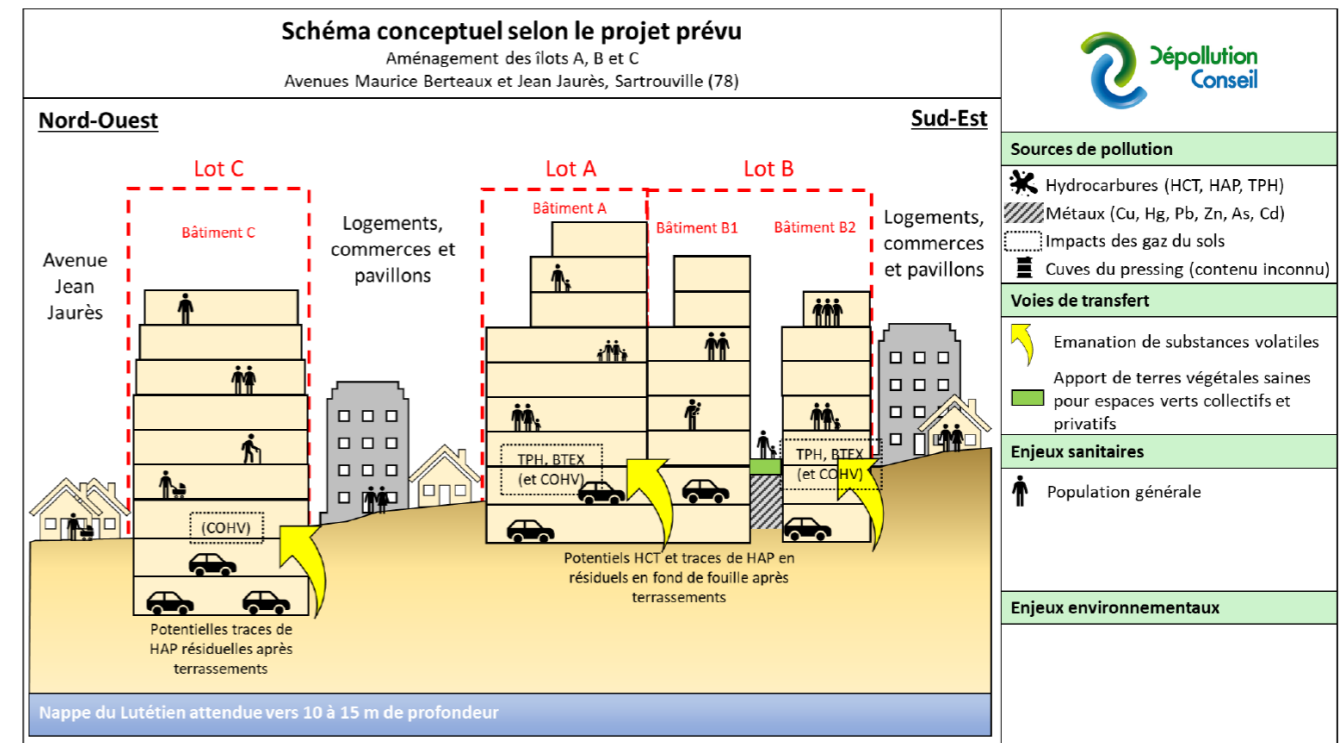 Schéma conceptuel selon le projet prévu
Aménagement des îlots A, B et C
Avenues Maurice Berteaux et Jean Jaurès, Sartrouville (78)
Dépollution
Conseil
Nord-Ouest
Sud-Est
Lot C
Lot A
Lot B
Bâtiment C
Bâtiment A
Bâtiment B1
Bâtiment B2
Avenue
Jean
Jaurès
Logements,
commerces et
pavillons
Logements,
commerces
et pavillons
(COHV)
TPH, BTEX
(et COHV)
TPH, BTEX
(et COHV)
Potentiels HCT et traces de HAP en
résiduels en fond de fouille après
terrassements
Potentielles traces de
HAP résiduelles après
terrassements
Nappe du Lutétien attendue vers 10 à 15 m de profondeur
Sources de pollution
Hydrocarbures (HCT, HAP, TPH)
Métaux (Cu, Hg, Pb, Zn, As, Cd)
Impacts des gaz du sols
Cuves du pressing (contenu inconnu)
Voies de transfert
Emanation de substances volatiles
Apport de terres végétales saines
pour espaces verts collectifs et
privatifs
Enjeux sanitaires
Population générale
Enjeux environnementaux